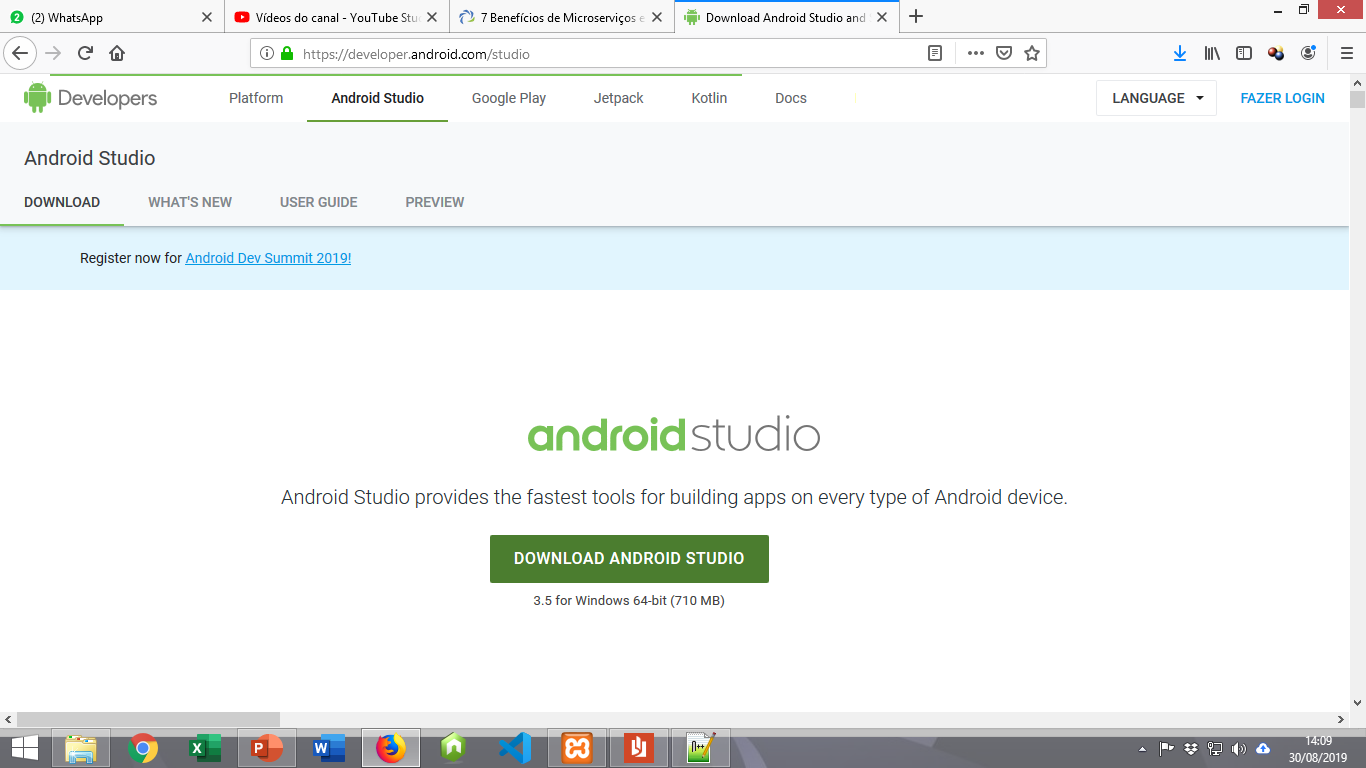 (2) WhatsApp
Vídeos do canal - YouTube Stu
7 Benefícios de Microserviços e
Download Android Studio and
https://developer.android.com/studio
Developers
Platform
Android Studio
Google Play
Jetpack
Kotlin
Docs
LANGUAGE
FAZER LOGIN
Android Studio
DOWNLOAD
WHAT'S NEW
USER GUIDE
PREVIEW
Register now for Android Dev Summit 2019!
androidstudio
Android Studio provides the fastest tools for building apps on every type of Android device.
DOWNLOAD ANDROID STUDIO
3.5 for Windows 64-bit (710 MB)
14:09
30/08/2019